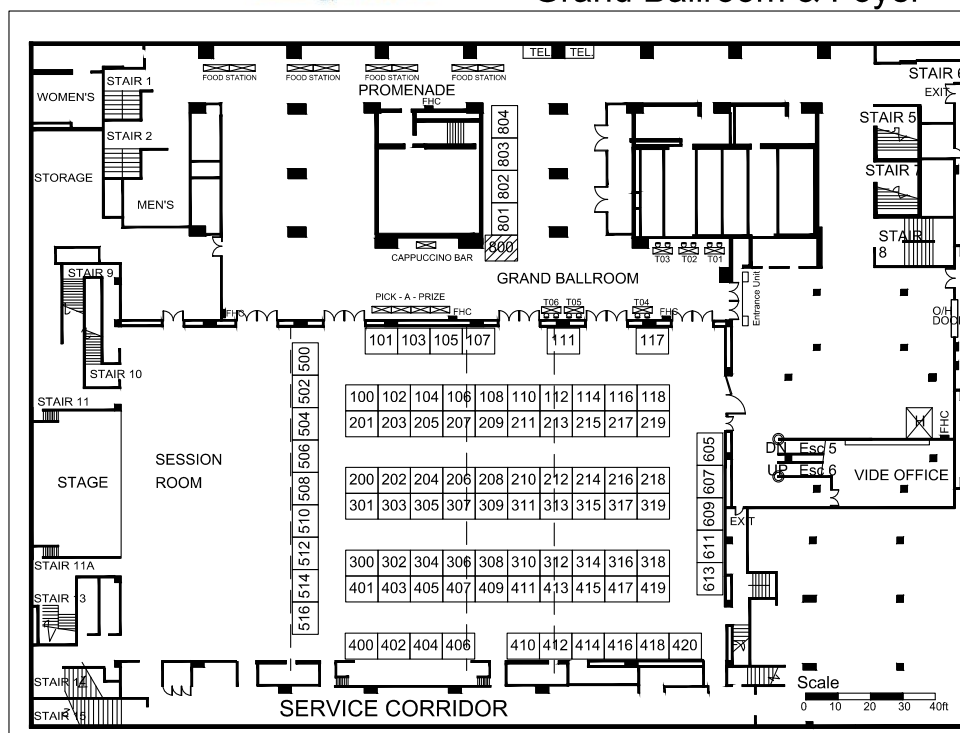 Grand Ballroom & Foyer
TEL TEL.
STAIR 1
WOMEN'S
FOOD STATION FOOD STATION FOOD STATION FOOD STATION
PROMENADE
FHC
STAIR 6
EXIT
STAIR 2
STORAGE
MEN'S
804
803
802
801
800
STAIR 5
STAIR 7
STAIR 8
CAPPUCCINO BAR
T03 T02 T01
GRAND BALLROOM
STAIR 9
PICK - A - PRIZE
T06 T05 T04
Entrance Unit
FHC FHC FHC
O/H
DOOR
101 103 105 107 111 117
STAIR 10
STAIR 11
500
502
504
506
508
510
512
514
516
100 102 104 106 108 110 112 114 116 118
201 203 205 207 209 211 213 215 217 219
H
FHC
SESSION
ROOM
STAGE
200 202 204 206 208 210 212 214 216 218
301 303 305 307 309 311 313 315 317 319
605
607
609
611
613
DN Esc 5
UP Esc 6
VIDE OFFICE
EXIT
STAIR 11A
STAIR 13
300 302 304 306 308 310 312 314 316 318
401 403 405 407 409 411 413 415 417 419
400 402 404 406 410 412 414 416 418 420
STAIR 14
STAIR 15
SERVICE CORRIDOR
Scale
0 10 20 30 40ft